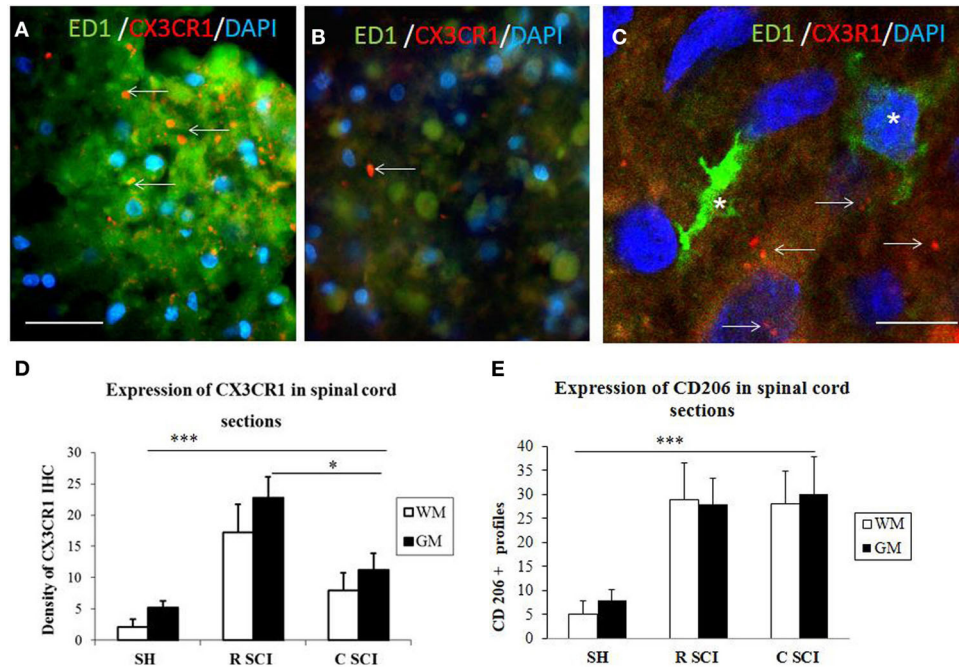 A ED1 /CX3CR1/DAPI
B ED1 /CX3CR1/DAPI
C ED1 /CX3R1/DAPI
*
*
D
Expression of CX3CR1 in spinal cord
sections
***
*
Density of CX3CR1 IHC
30
25
20
15
10
5
0
SH R SCI C SCI
WM
GM
E
Expression of CD206 in spinal cord
sections
***
CD 206 + profiles
40
35
30
25
20
15
10
5
0
SH R SCI C SCI
WM
GM